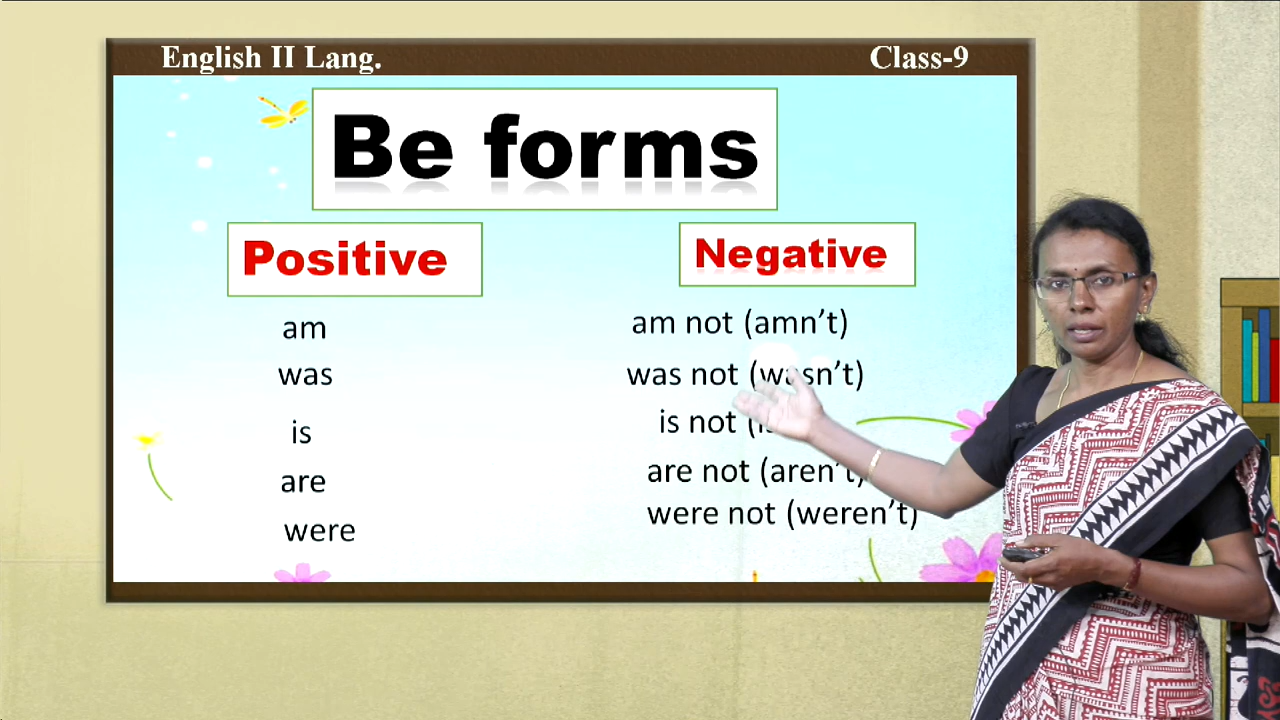 English II Lang. Class-9
Be forms
Positive Negative
am am not (amn’t)
was was not (wasn’t)
is is not
are are not (aren’t)
were were not (weren’t)